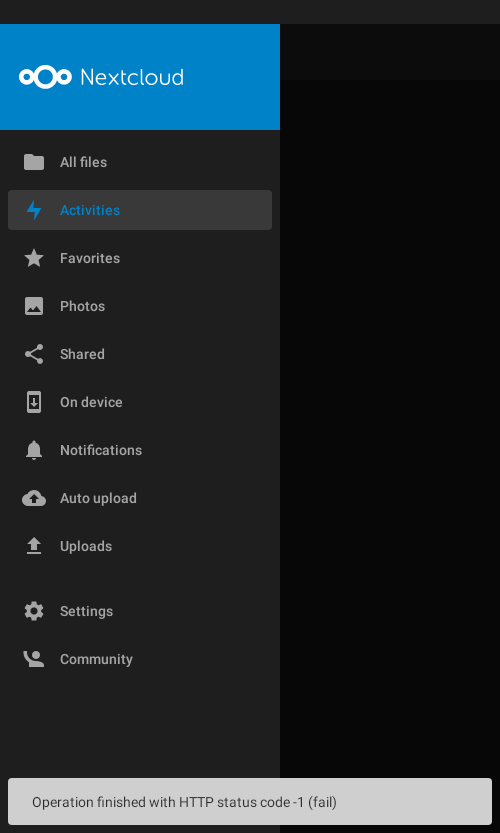 Nextcloud
All files
Activities
Favorites
Photos
Shared
On device
Notifications
Auto upload
Uploads
Settings
Community
Operation finished with HTTP status code -1 (fail)